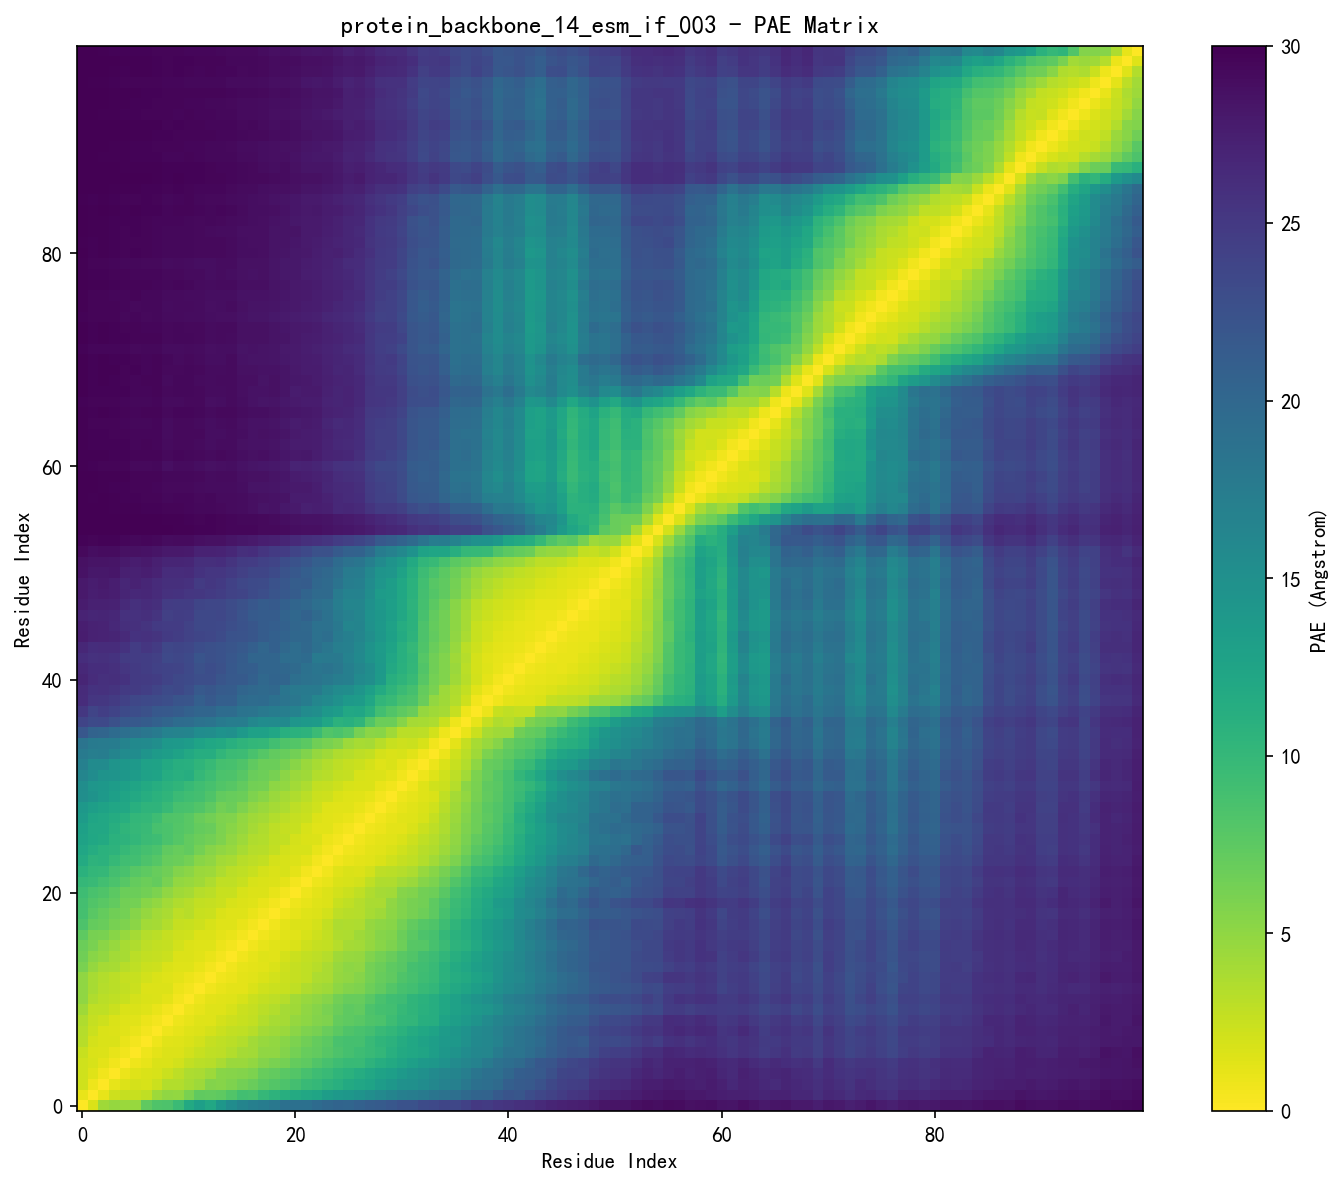 protein_backbone_14_esm_if_003 - PAE Matrix
Residue Index
80
60
40
20
0
0 20 40 60 80
Residue Index
30
25
20
15
10
5
0
PAE (Angstrom)